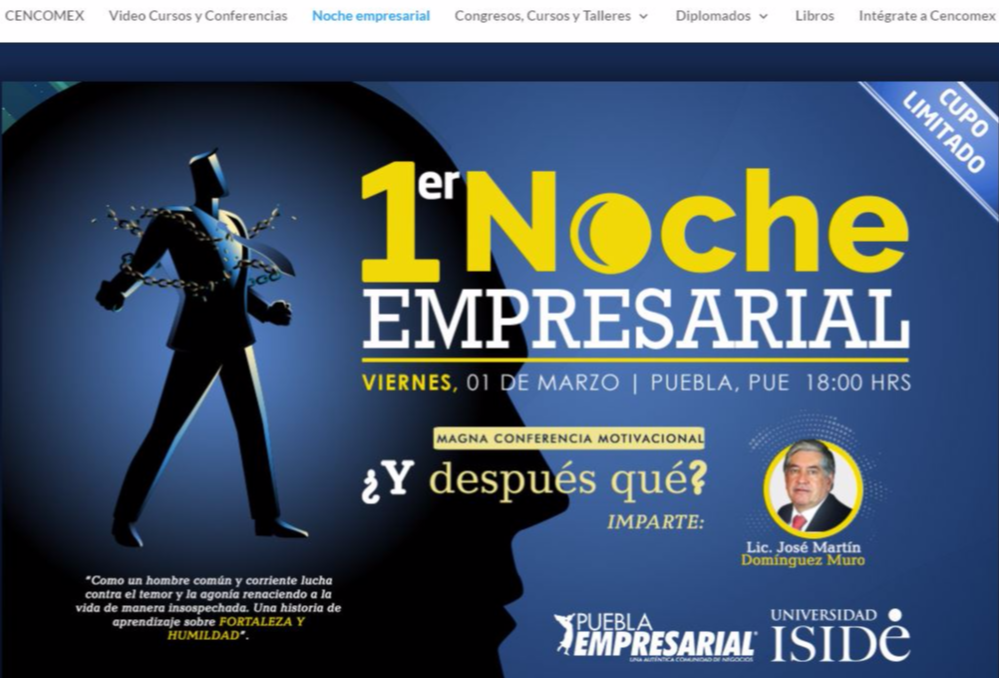 CENCOMEX Video Cursos y Conferencias Noche empresarial Congresos, Cursos y Talleres Diplomados Libros Intégrate a Cencomex
CUPO
LIMITADO
1er Noche
EMPRESARIAL
VIERNES, 01 DE MARZO | PUEBLA, PUE 18:00 HRS
MAGNA CONFERENCIA MOTIVACIONAL
¿Y después qué?
IMPARTE:
Lic. José Martín
Domínguez Muro
"Como un hombre común y corriente lucha
contra el temor y la agonía renaciendo a la
vida de manera insospechada. Una historia de
aprendizaje sobre FORTALEZA Y
HUMILDAD".
PUEBLA
EMPRESARIAL
UNA AUTÉNTICA COMUNIDAD DE NEGOCIOS
UNIVERSIDAD
ISIDE